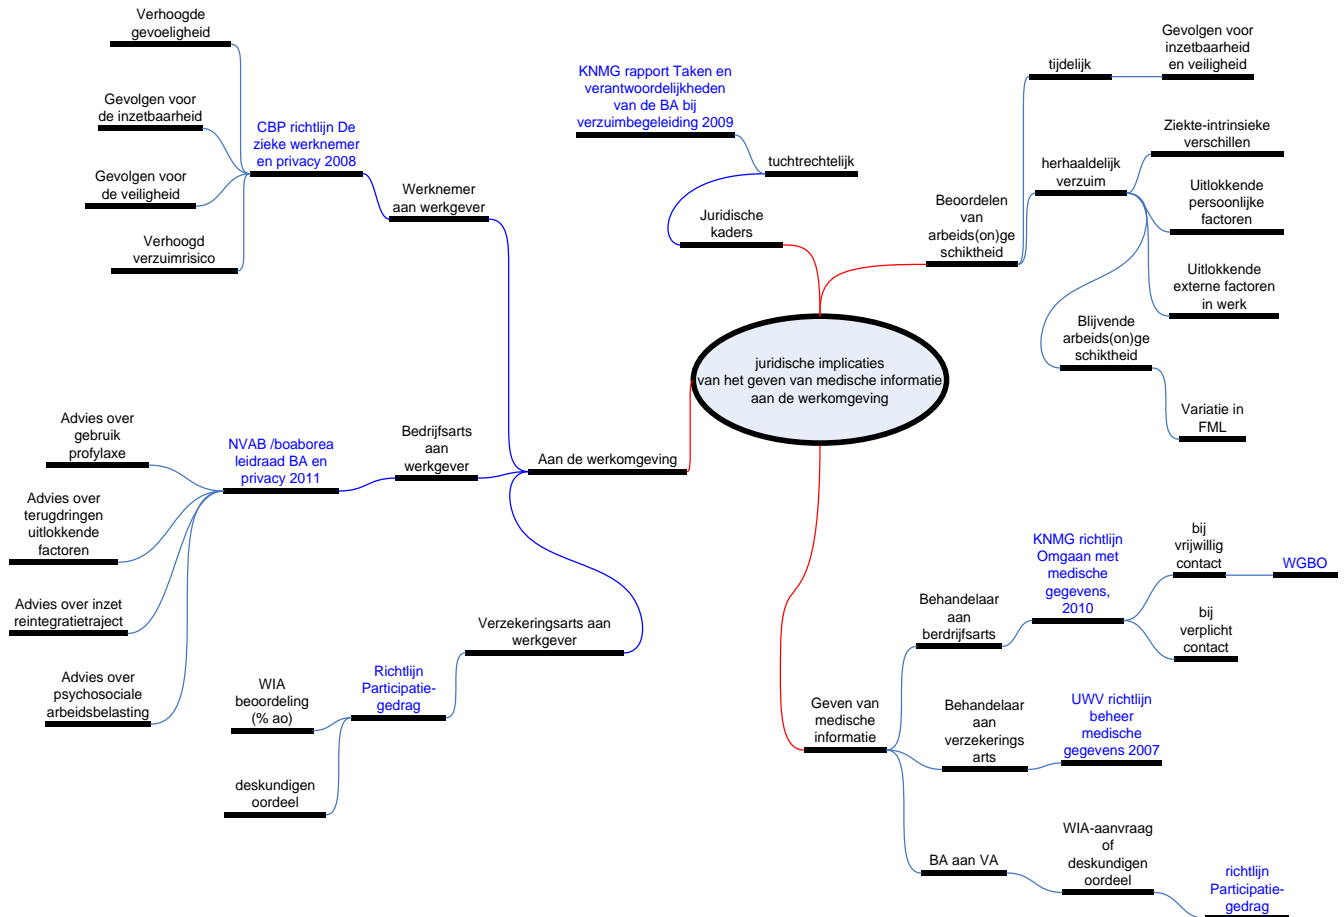 Verhoogde
gevoeligheid
Gevolgen voor
de inzetbaarheid
Gevolgen voor
de veiligheid
Verhoogd
verzuimrisico
CBP richtlijn De
zieke werknemer
en privacy 2008
Werknemer
aan werkgever
KNMG rapport Taken en
verantwoordelijkheden
van de BA bij
verzuimbegeleiding 2009
tuchtrechtelijk
Juridische
kaders
Beoordelen
van
arbeids(on)ge
schiktheid
tijdelijk
Gevolgen voor
inzetbaarheid
en veiligheid
herhaaldelijk
verzuim
Ziekte-intrinsieke
verschillen
Uitlokkende
persoonlijke
factoren
Uitlokkende
externe factoren
in werk
Blijvende
arbeids(on)ge
schiktheid
Variatie in
FML
juridische implicaties
van het geven van medische informatie
aan de werkomgeving
Advies over
gebruik
profylaxe
Advies over
terugdringen
uitlokkende
factoren
Advies over inzet
reintegratietraject
Advies over
psychosociale
arbeidsbelasting
NVAB /boaborea
leidraad BA en
privacy 2011
Bedrijfsarts
aan
werkgever
Aan de werkomgeving
Verzekeringsarts aan
werkgever
Richtlijn
Participatie-
gedrag
WIA
beoordeling
(% ao)
deskundigen
oordeel
Geven van
medische
informatie
Behandelaar
aan
berdrijfsarts
KNMG richtlijn
Omgaan met
medische
gegevens,
2010
bij
vrijwillig
contact
WGBO
bij
verplicht
contact
Behandelaar
aan
verzekerings
arts
UWV richtlijn
beheer
medische
gegevens 2007
BA aan VA
WIA-aanvraag
of
deskundigen
oordeel
richtlijn
Participatie-
gedrag